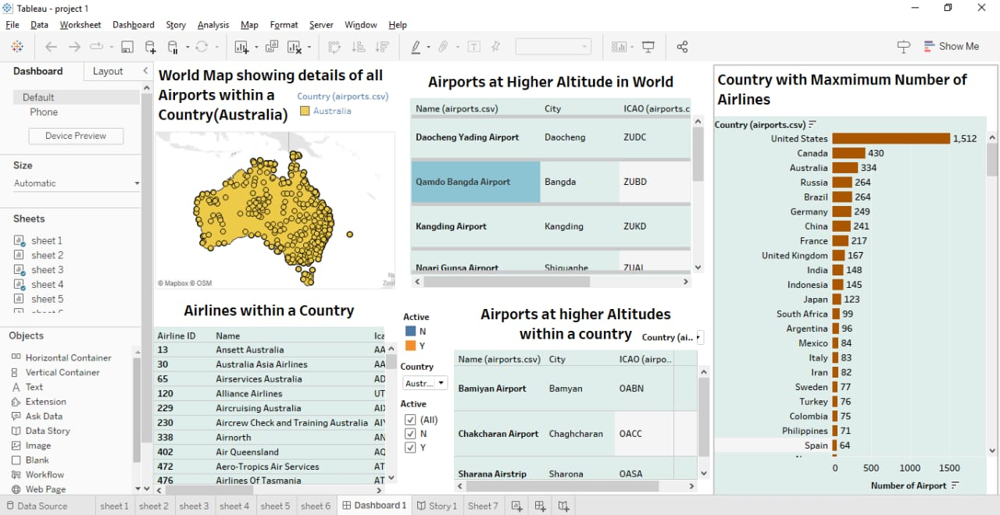 Tableau - project 1
File Data Worksheet Dashboard Story Analysis Map Format Server Window Help
Show Me
Dashboard Layout
Default
Phone
Device Preview
Size
Automatic
Sheets
sheet 1
sheet 2
sheet 3
sheet 4
sheet 5
Objects
Horizontal Container
Vertical Container
Text
Extension
Ask Data
Data Story
Image
Blank
Workflow
Web Page
World Map showing details of all
Airports within a
Country(Australia)
Country (airports.csv)
Australia
© Mapbox © OSM
Airports at Higher Altitude in World
Name (airports.csv) City ICAO (airports.c
Daocheng Yading Airport Daocheng ZUDC
Qamdo Bangda Airport Bangda ZUBD
Kangding Airport Kangding ZUKD
Ngari Gunsa Airport Shiquanhe ZUAL
Airlines within a Country
Airline ID Name Ica
13 Ansett Australia AA
30 Australia Asia Airlines AA
65 Airservices Australia AD
120 Alliance Airlines UT
229 Aircruising Australia AIX
230 Aircrew Check and Training Australia AIY
338 Airnorth AN
402 Air Queensland AQ
472 Aero-Tropics Air Services AT
476 Airlines Of Tasmania AT
Active
N
Y
Country
Austr...
Active
(All)
N
Y
Airports at higher Altitudes
within a country
Country (ai..
Name (airports.csv) City ICAO (airpo..
Bamiyan Airport Bamyan OABN
Chakcharan Airport Chaghcharan OACC
Sharana Airstrip Sharona OASA
Country with Maxmimum Number of
Airlines
Country (airports.csv)
United States 1,512
Canada 430
Australia 334
Russia 264
Brazil 264
Germany 249
China 241
France 217
United Kingdom 167
India 148
Indonesia 145
Japan 123
South Africa 99
Argentina 96
Mexico 84
Italy 83
Iran 82
Sweden 77
Turkey 76
Colombia 75
Philippines 71
Spain 64
0 500 1000 1500
Number of Airport
Data Source sheet 1 sheet 2 sheet 3 sheet 4 sheet 5 sheet 6 Dashboard 1 Story 1 Sheet 7